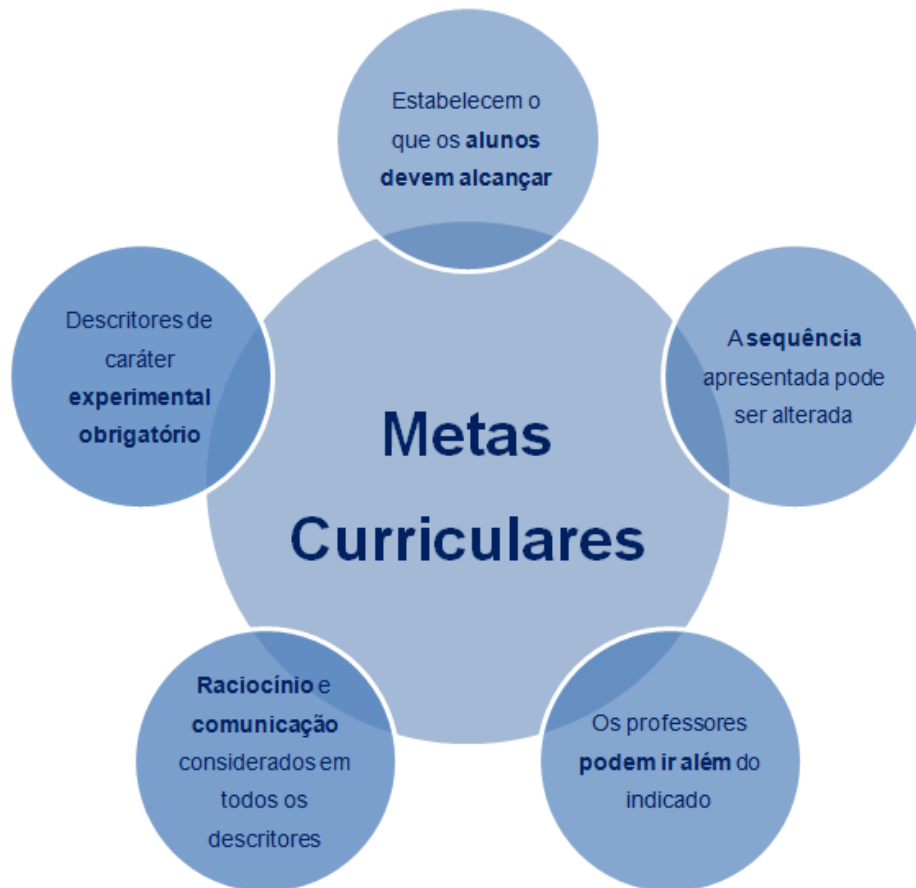 Estabelecem o
que os alunos
devem alcançar
A sequência
apresentada pode
ser alterada
Os professores
podem ir além do
indicado
Raciocínio e
comunicação
considerados em
todos os
descritores
Descritores de
caráter
experimental
obrigatório
Metas
Curriculares